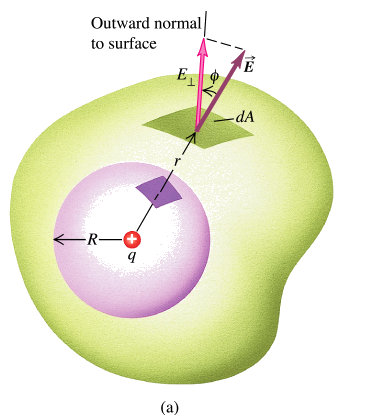 Outward normal
to surface
E⊥
ϕ
E⃗
dA
r
R
+
q
(a)